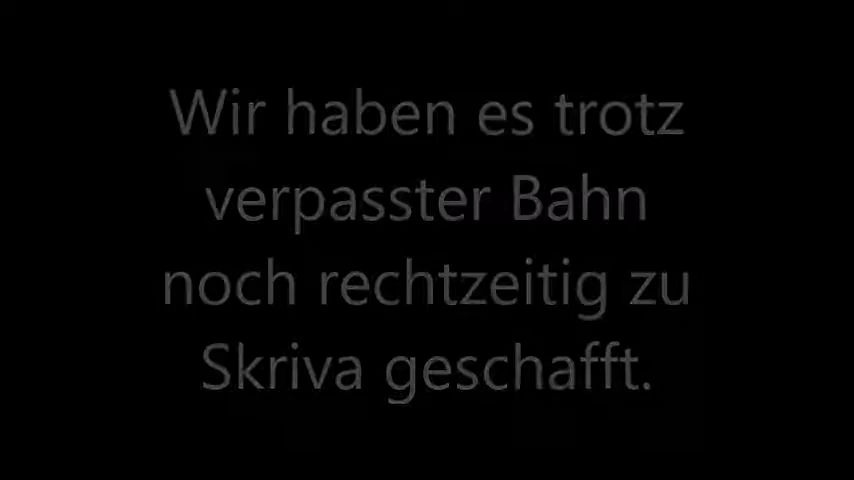 Wir haben es trotz
verpasster Bahn
noch rechtzeitig zu
Skriva geschafft.